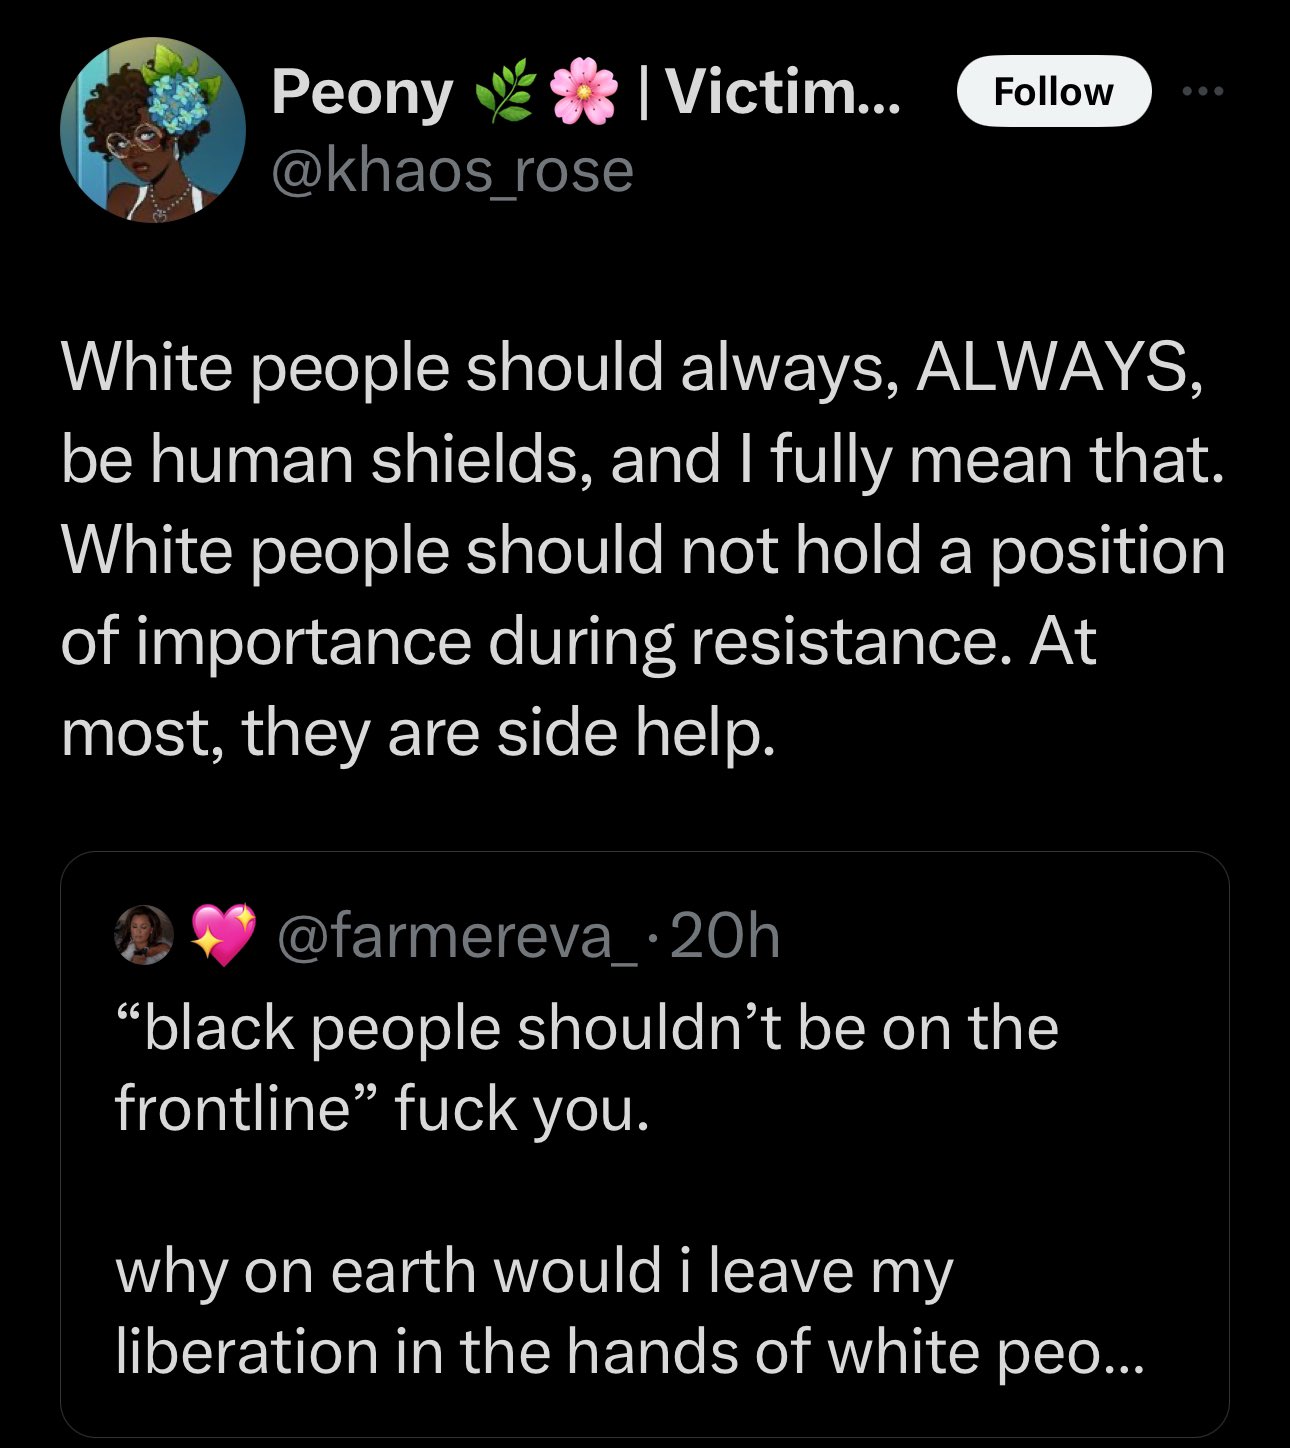 Peony 🌿🌸 | Victim...
Follow
@khaos_rose
White people should always, ALWAYS,
be human shields, and I fully mean that.
White people should not hold a position
of importance during resistance. At
most, they are side help.
💖 @farmereva_ · 20h
“black people shouldn’t be on the
frontline” fuck you.
why on earth would i leave my
liberation in the hands of white peo...